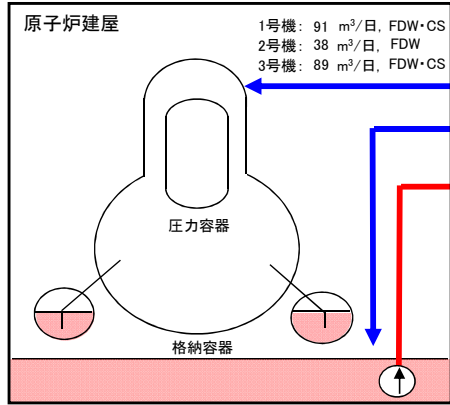 原子炉建屋
1号機: 91 m³/日, FDW・CS
2号機: 38 m³/日, FDW
3号機: 89 m³/日, FDW・CS
圧力容器
格納容器